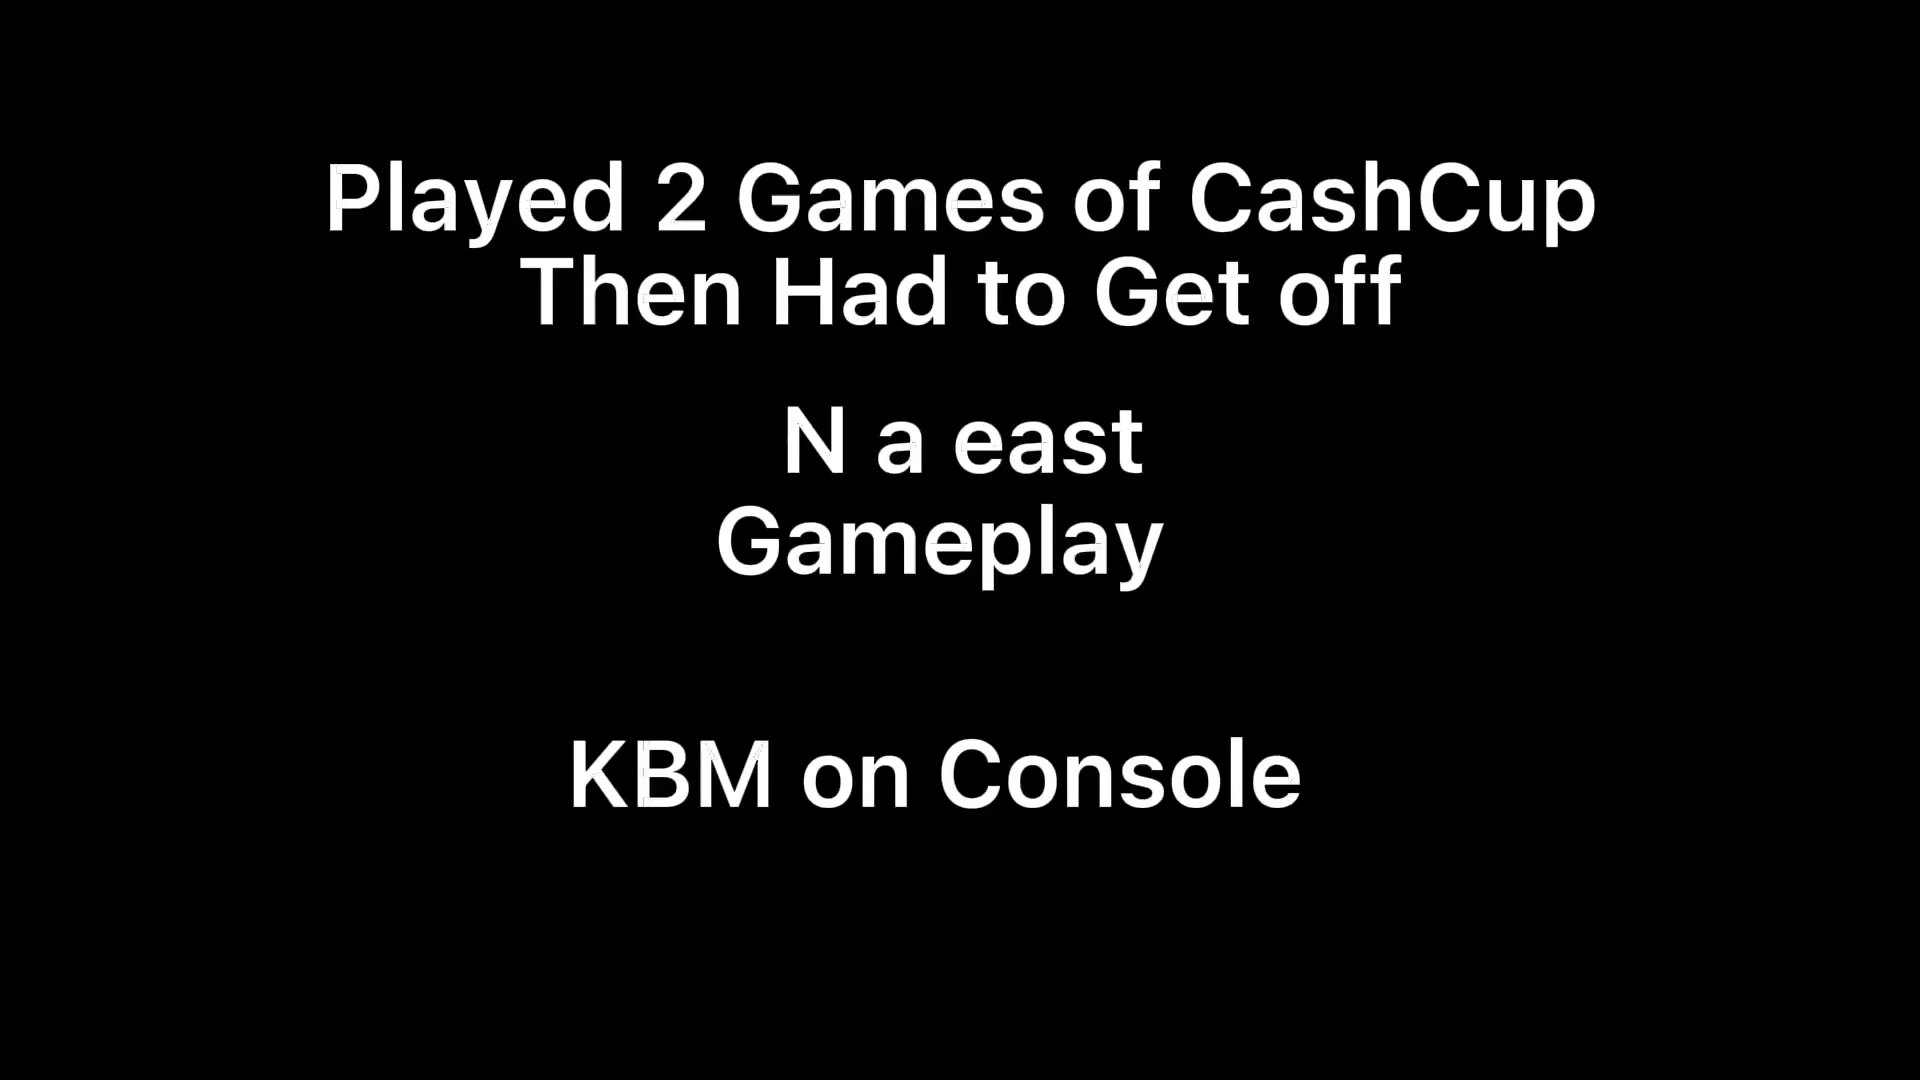 Played 2 Games of CashCup
Then Had to Get off
N a east
Gameplay
KBM on Console